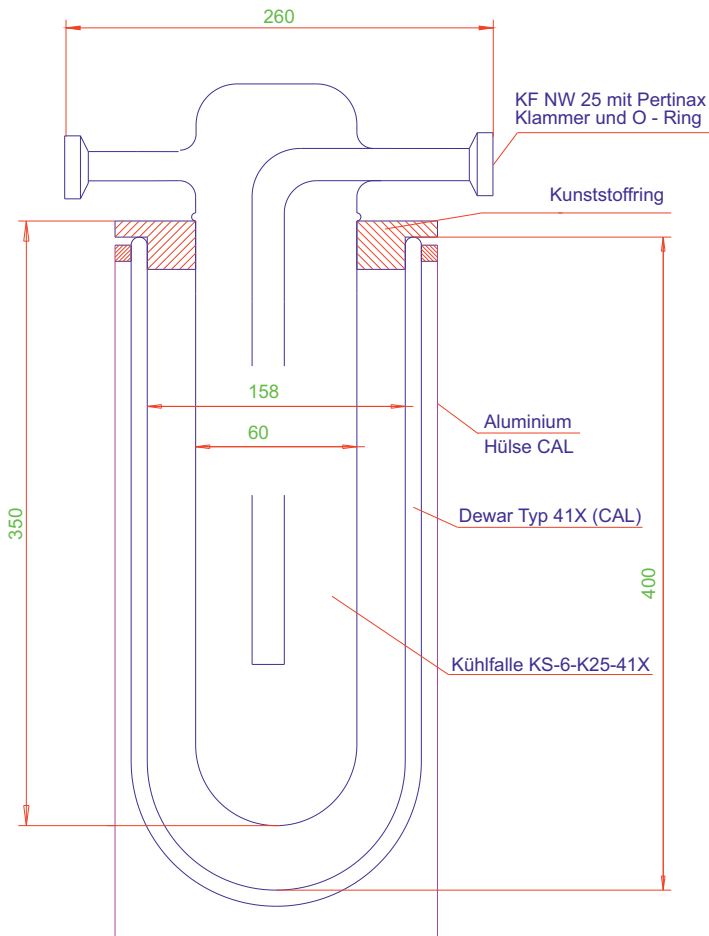 260
KF NW 25 mit Pertinax
Klammer und O - Ring
Kunststoffring
158
60
Aluminium
Hülse CAL
350
Dewar Typ 41X (CAL)
400
Kühlfalle KS-6-K25-41X